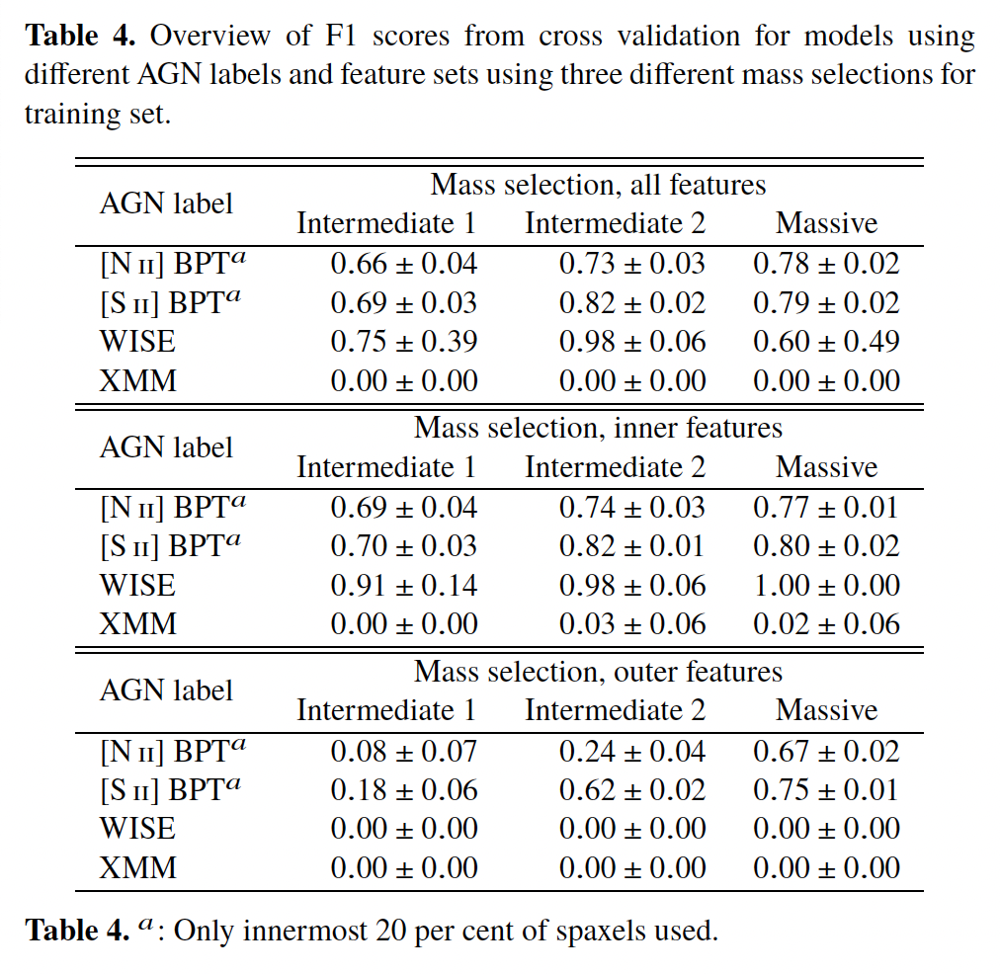 Table 4. Overview of F1 scores from cross validation for models using
different AGN labels and feature sets using three different mass selections for
training set.
AGN label Mass selection, all features
Intermediate 1 Intermediate 2 Massive
[N II] BPTᵃ 0.66 ± 0.04 0.73 ± 0.03 0.78 ± 0.02
[S II] BPTᵃ 0.69 ± 0.03 0.82 ± 0.02 0.79 ± 0.02
WISE 0.75 ± 0.39 0.98 ± 0.06 0.60 ± 0.49
XMM 0.00 ± 0.00 0.00 ± 0.00 0.00 ± 0.00
AGN label Mass selection, inner features
Intermediate 1 Intermediate 2 Massive
[N II] BPTᵃ 0.69 ± 0.04 0.74 ± 0.03 0.77 ± 0.01
[S II] BPTᵃ 0.70 ± 0.03 0.82 ± 0.01 0.80 ± 0.02
WISE 0.91 ± 0.14 0.98 ± 0.06 1.00 ± 0.00
XMM 0.00 ± 0.00 0.03 ± 0.06 0.02 ± 0.06
AGN label Mass selection, outer features
Intermediate 1 Intermediate 2 Massive
[N II] BPTᵃ 0.08 ± 0.07 0.24 ± 0.04 0.67 ± 0.02
[S II] BPTᵃ 0.18 ± 0.06 0.62 ± 0.02 0.75 ± 0.01
WISE 0.00 ± 0.00 0.00 ± 0.00 0.00 ± 0.00
XMM 0.00 ± 0.00 0.00 ± 0.00 0.00 ± 0.00
Table 4. ᵃ: Only innermost 20 per cent of spaxels used.